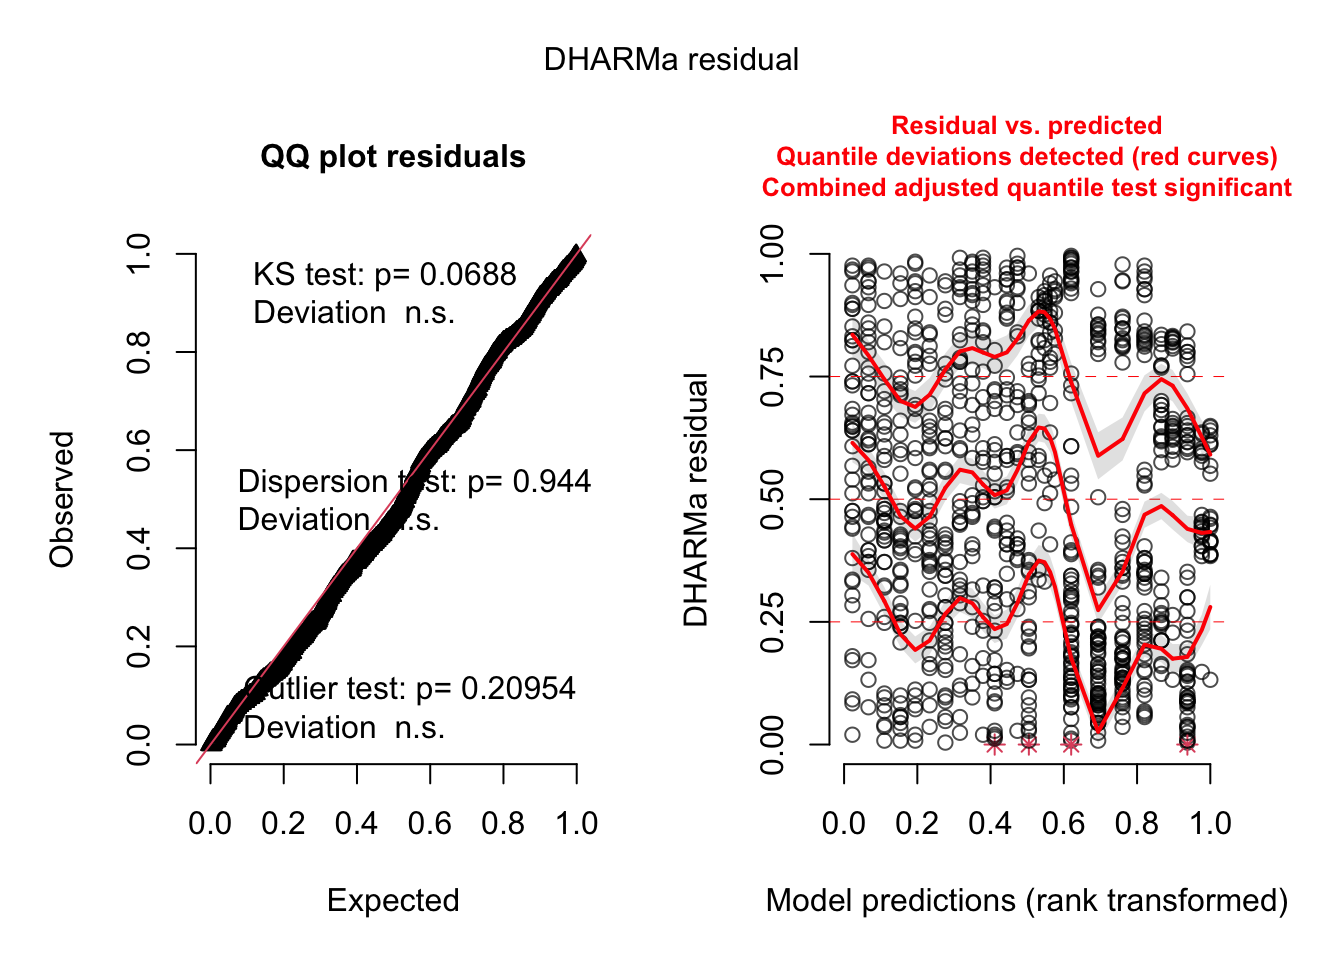 DHARMa residual
QQ plot residuals
KS test: p= 0.0688
Deviation  n.s.
Dispersion test: p= 0.944
Deviation  n.s.
Outlier test: p= 0.20954
Deviation  n.s.
Observed
0.0 0.2 0.4 0.6 0.8 1.0
0.0 0.2 0.4 0.6 0.8 1.0
Expected
Residual vs. predicted
Quantile deviations detected (red curves)
Combined adjusted quantile test significant
DHARMa residual
0.00 0.25 0.50 0.75 1.00
0.0 0.2 0.4 0.6 0.8 1.0
Model predictions (rank transformed)